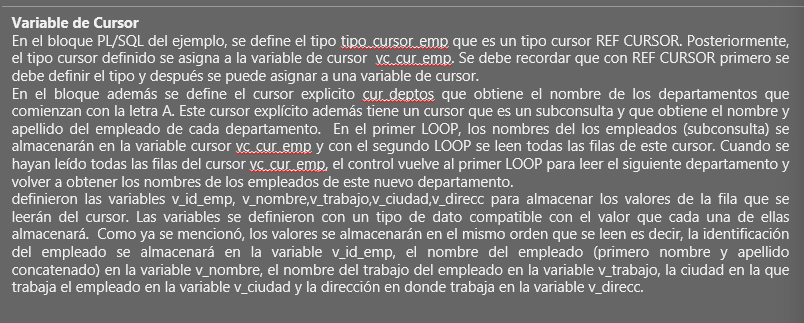 Variable de Cursor
En el bloque PL/SQL del ejemplo, se define el tipo tipo_cursor_emp que es un tipo cursor REF CURSOR. Posteriormente,
el tipo cursor definido se asigna a la variable de cursor vc_cur_emp. Se debe recordar que con REF CURSOR primero se
debe definir el tipo y después se puede asignar a una variable de cursor.
En el bloque además se define el cursor explicito cur_deptos que obtiene el nombre de los departamentos que
comienzan con la letra A. Este cursor explícito además tiene un cursor que es un subconsulta y que obtiene el nombre y
apellido del empleado de cada departamento. En el primer LOOP, los nombres del los empleados (subconsulta) se
almacenarán en la variable cursor vc_cur_emp y con el segundo LOOP se leen todas las filas de este cursor. Cuando se
hayan leído todas las filas del cursor vc_cur_emp, el control vuelve al primer LOOP para leer el siguiente departamento y
volver a obtener los nombres de los empleados de este nuevo departamento.
definieron las variables v_id_emp, v_nombre,v_trabajo,v_ciudad,v_direcc para almacenar los valores de la fila que se
leerán del cursor. Las variables se definieron con un tipo de dato compatible con el valor que cada una de ellas
almacenará. Como ya se mencionó, los valores se almacenarán en el mismo orden que se leen es decir, la identificación
del empleado se almacenará en la variable v_id_emp, el nombre del empleado (primero nombre y apellido
concatenado) en la variable v_nombre, el nombre del trabajo del empleado en la variable v_trabajo, la ciudad en la que
trabaja el empleado en la variable v_ciudad y la dirección en donde trabaja en la variable v_direcc.